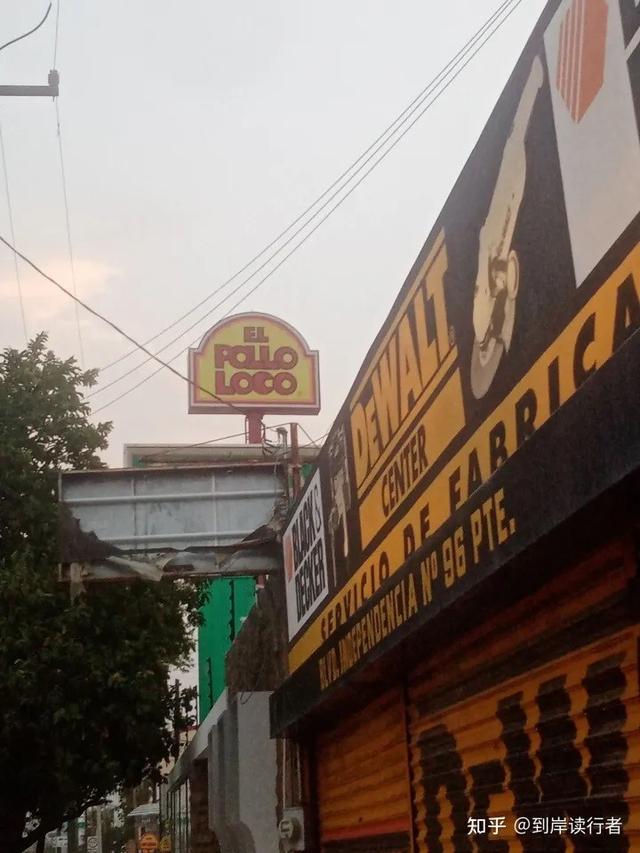 EL
POLLO
LOCO
DEWALT
CENTER
BLACK &
DECKER
SERVICIO DE FABRICA
BLVD. INDEPENDENCIA Nº 96 PTE.
知乎 @到岸读行者